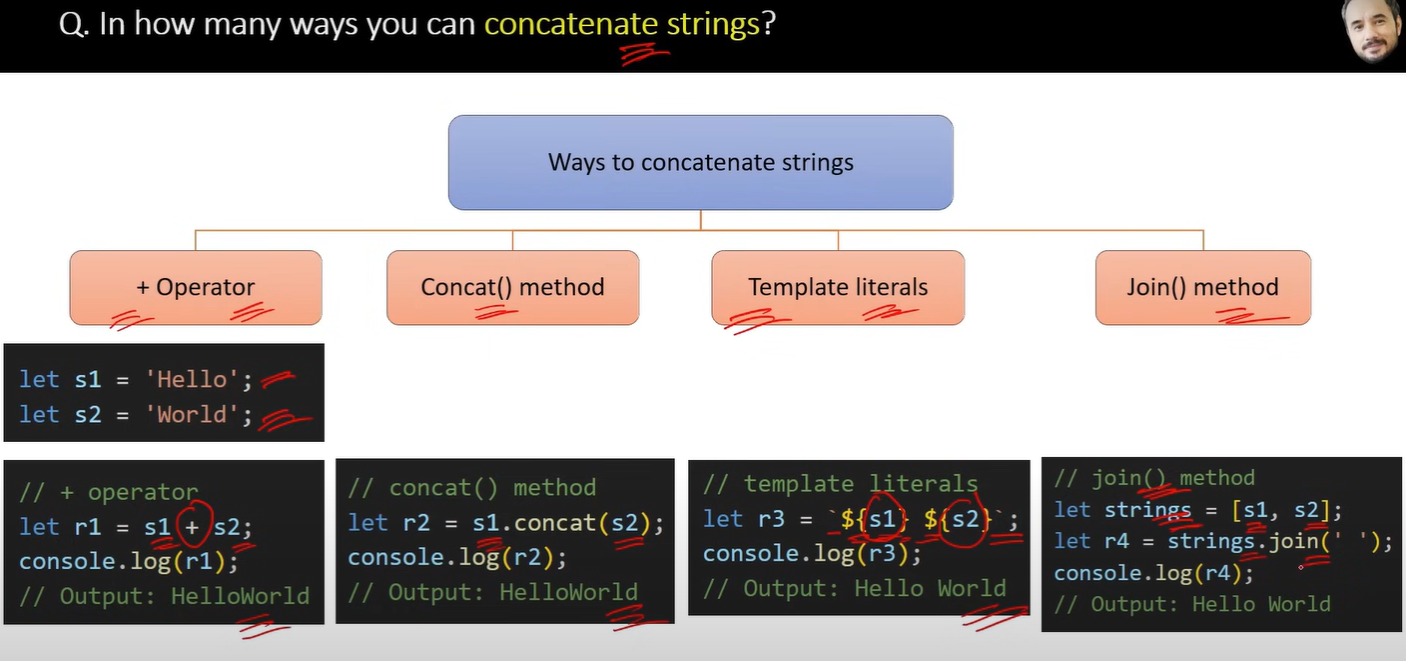 Q. In how many ways you can concatenate strings?
Ways to concatenate strings
+ Operator
Concat() method
Template literals
Join() method
let s1 = 'Hello';
let s2 = 'World';
// + operator
let r1 = s1 + s2;
console.log(r1);
// Output: HelloWorld
// concat() method
let r2 = s1.concat(s2);
console.log(r2);
// Output: HelloWorld
// template literals
let r3 = `${s1} ${s2}`;
console.log(r3);
// Output: Hello World
// join() method
let strings = [s1, s2];
let r4 = strings.join(' ');
console.log(r4);
// Output: Hello World